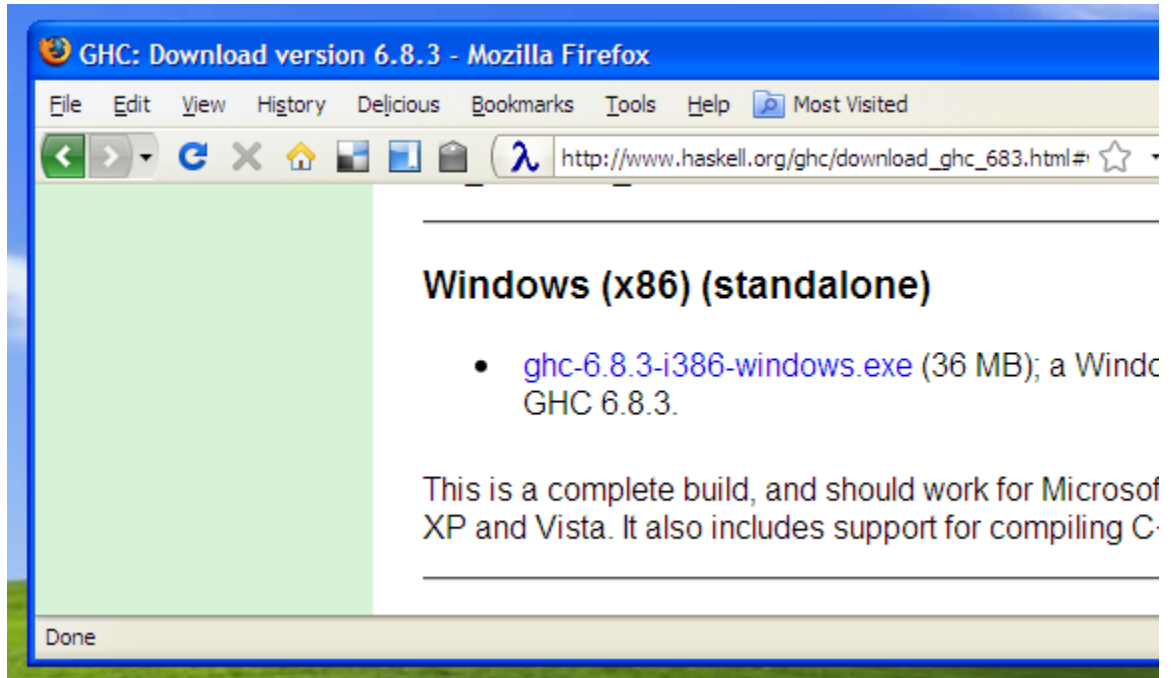 GHC: Download version 6.8.3 - Mozilla Firefox
File Edit View History Delicious Bookmarks Tools Help Most Visited
λ http://www.haskell.org/ghc/download_ghc_683.html#
Windows (x86) (standalone)
• ghc-6.8.3-i386-windows.exe (36 MB); a
GHC 6.8.3.
This is a complete build, and should work for
XP and Vista. It also includes support for compiling
Done